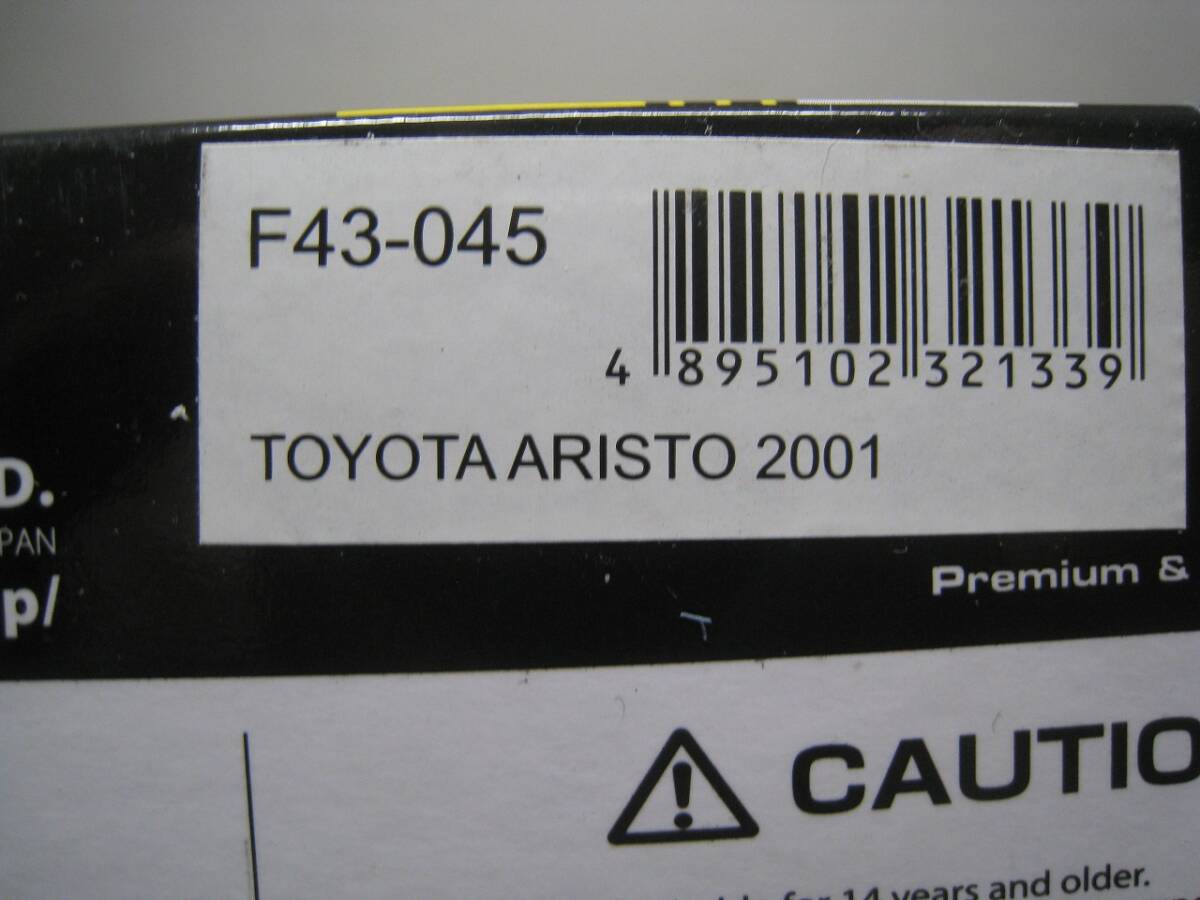 F43-045
4 895102 321339
TOYOTA ARISTO 2001
D.
PAN
p/
Premium &
CAUTIO
for 14 years and older.